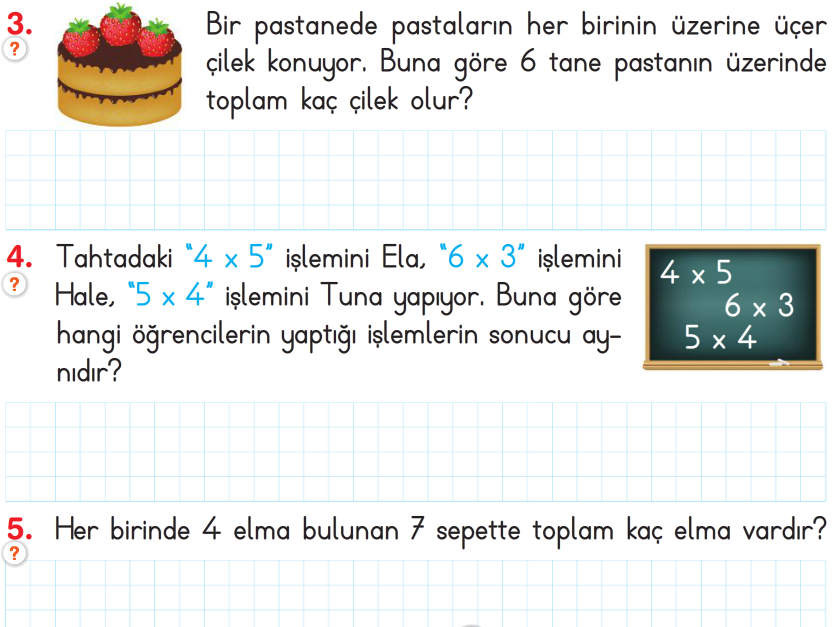 3. Bir pastanede pastaların her birinin üzerine üçer
? çilek konuyor. Buna göre 6 tane pastanın üzerinde
toplam kaç çilek olur?
4. Tahtadaki "4 x 5" işlemini Ela, "6 x 3" işlemini
? Hale, "5 x 4" işlemini Tuna yapıyor. Buna göre
hangi öğrencilerin yaptığı işlemlerin sonucu ay-
nıdır?
4 x 5
6 x 3
5 x 4
5. Her birinde 4 elma bulunan 7 sepette toplam kaç elma vardır?
?